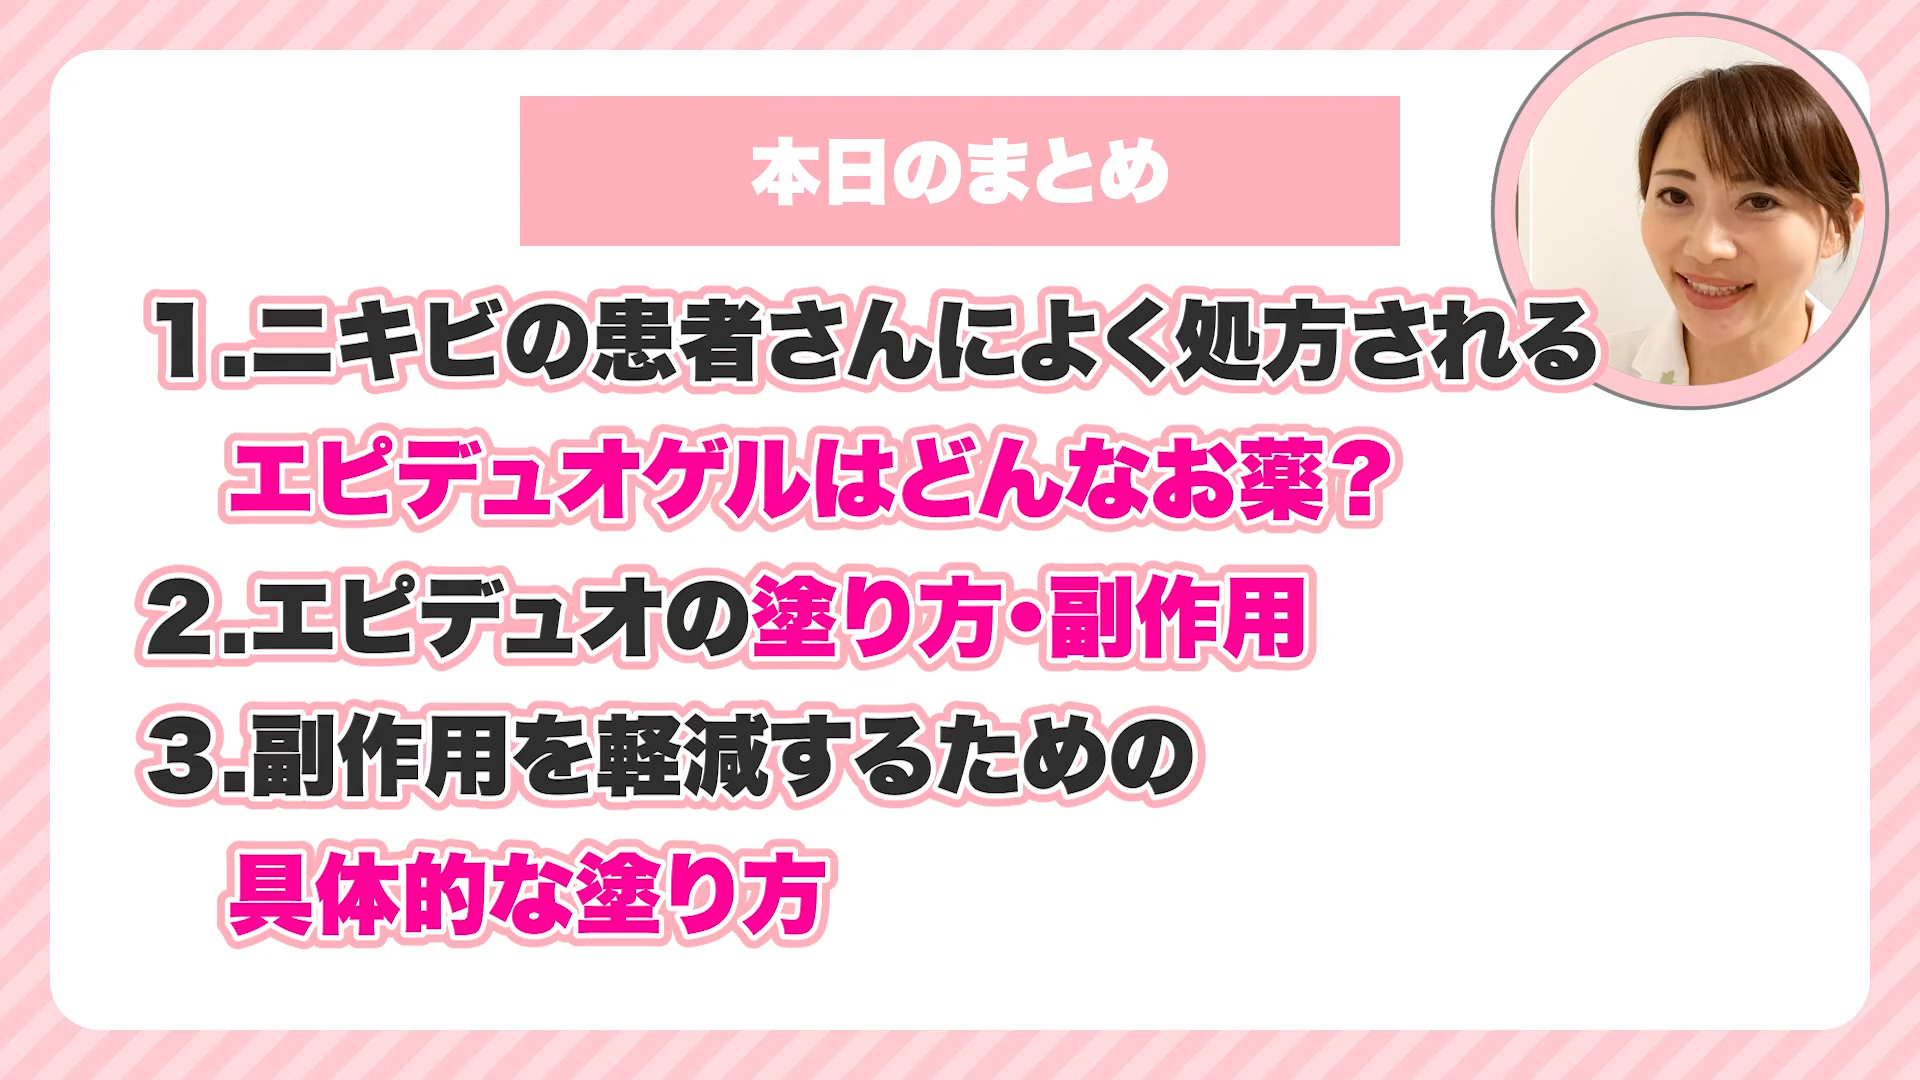 本日のまとめ
1.ニキビの患者さんによく処方される
エピデュオゲルはどんなお薬?
2.エピデュオの塗り方・副作用
3.副作用を軽減するための
具体的な塗り方